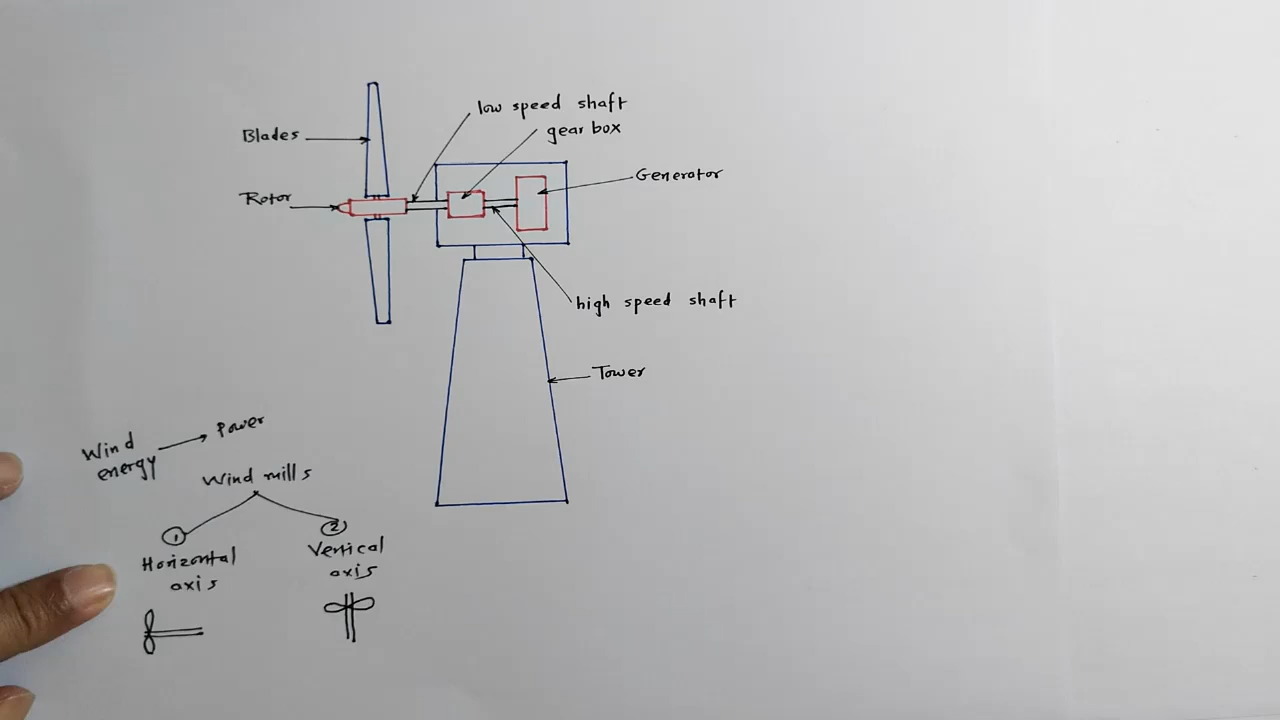 low speed shaft
gear box
Blades
Generator
Rotor
high speed shaft
Tower
Wind energy → Power
Wind mills
① ②
Horizontal axis
Vertical axis